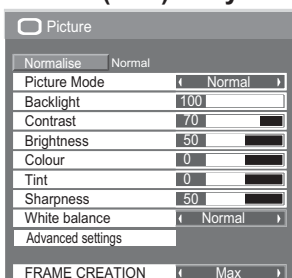 Picture
Normalise Normal
Picture Mode Normal
Backlight 100
Contrast 70
Brightness 50
Colour 0
Tint 0
Sharpness 50
White balance Normal
Advanced settings
FRAME CREATION Max